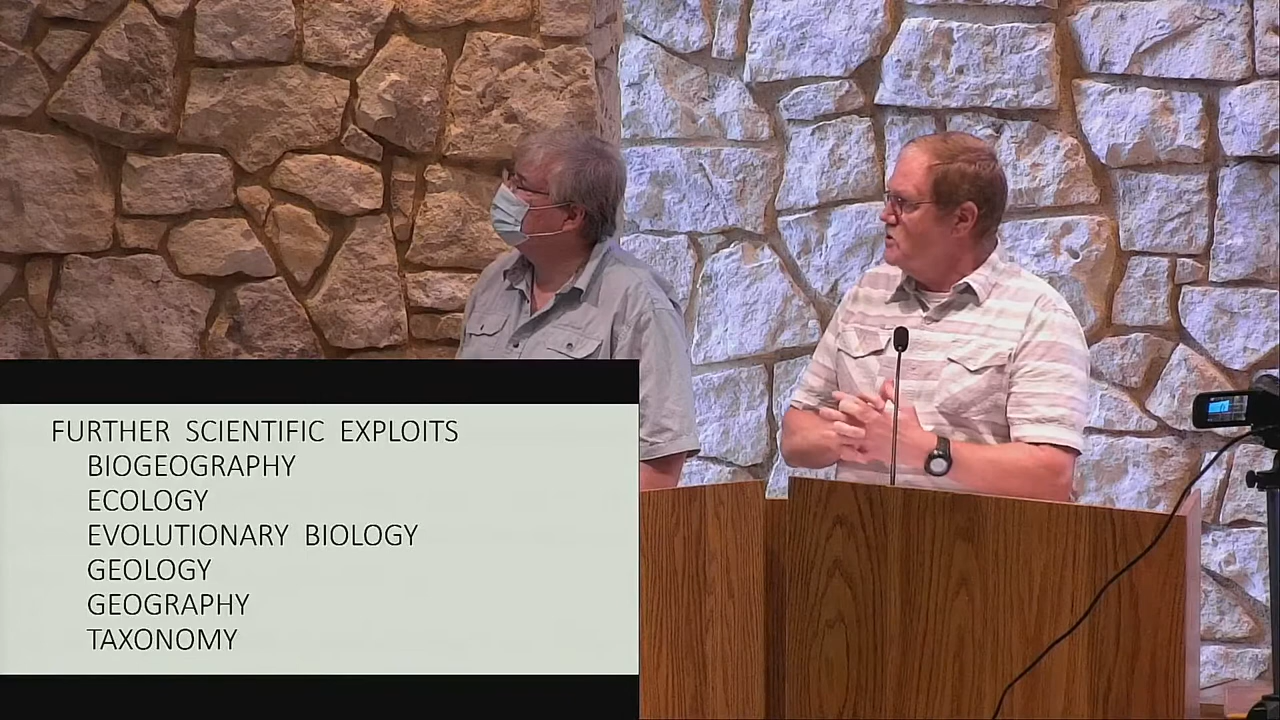 FURTHER SCIENTIFIC EXPLOITS
BIOGEOGRAPHY
ECOLOGY
EVOLUTIONARY BIOLOGY
GEOLOGY
GEOGRAPHY
TAXONOMY